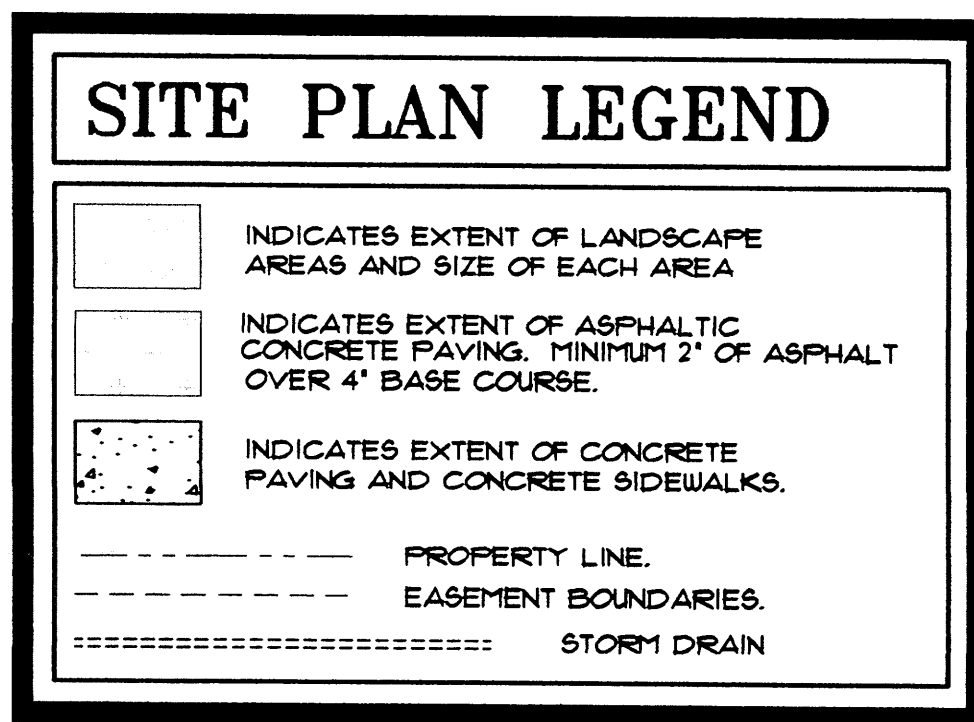 SITE PLAN LEGEND
INDICATES EXTENT OF LANDSCAPE
AREAS AND SIZE OF EACH AREA
INDICATES EXTENT OF ASPHALTIC
CONCRETE PAVING. MINIMUM 2" OF ASPHALT
OVER 4" BASE COURSE.
INDICATES EXTENT OF CONCRETE
PAVING AND CONCRETE SIDEWALKS.
PROPERTY LINE.
EASEMENT BOUNDARIES.
STORM DRAIN